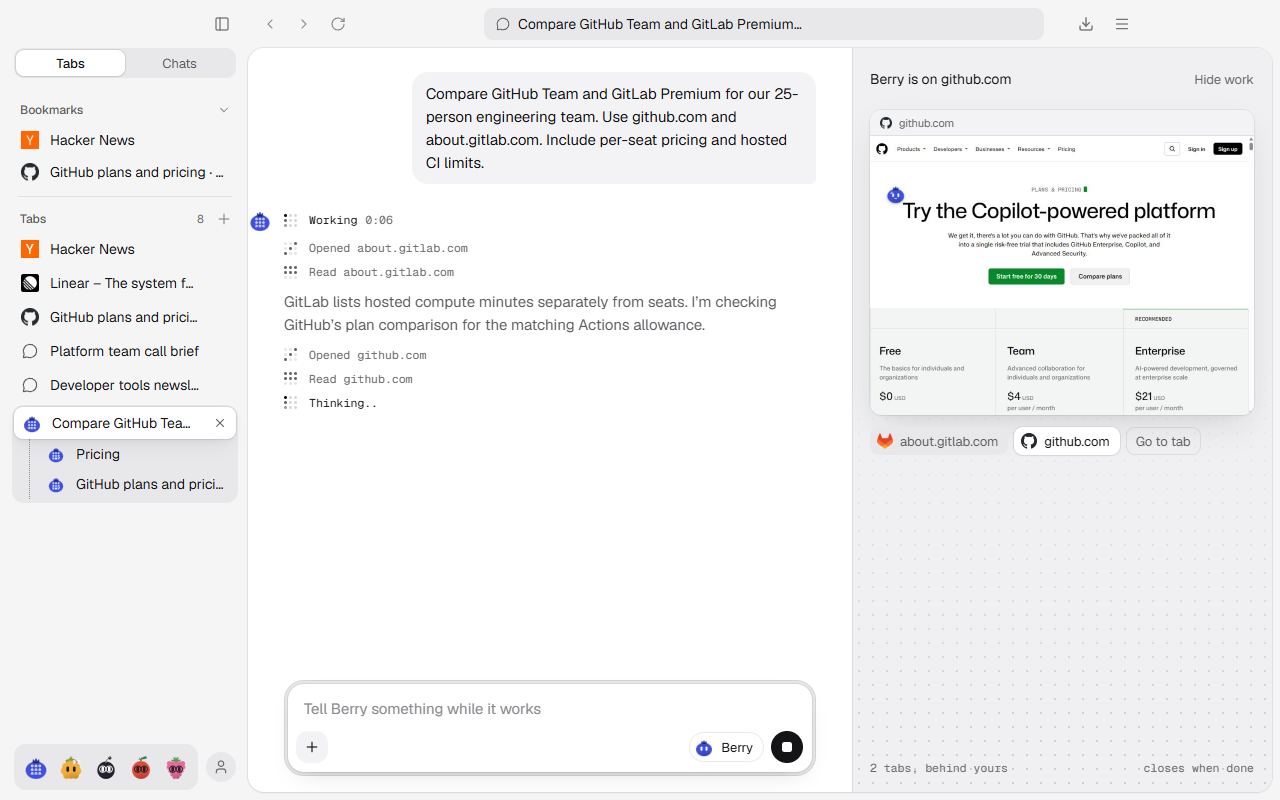 Compare GitHub Team and GitLab Premium...
Tabs
Chats
Bookmarks
Y
Hacker News
GitHub plans and pricing · ...
Tabs
8
Y
Hacker News
Linear – The system f...
GitHub plans and prici...
Platform team call brief
Developer tools newsl...
Compare GitHub Tea...
Pricing
GitHub plans and prici...
Compare GitHub Team and GitLab Premium for our 25-
person engineering team. Use github.com and
about.gitlab.com. Include per-seat pricing and hosted
CI limits.
Working 0:06
Opened about.gitlab.com
Read about.gitlab.com
GitLab lists hosted compute minutes separately from seats. I'm checking
GitHub's plan comparison for the matching Actions allowance.
Opened github.com
Read github.com
Thinking..
Tell Berry something while it works
Berry
Berry is on github.com
Hide work
github.com
Products
Developers
Businesses
Resources
Pricing
Sign in
Sign up
PLANS & PRICING
Try the Copilot-powered platform
We get it, there's a lot you can do with GitHub. That's why we've packed all of it
into a single risk-free trial that includes GitHub Enterprise, Copilot, and
Advanced Security.
Start free for 30 days
Compare plans
RECOMMENDED
Free
The basics for individuals and
organizations
$0 USD
Team
Advanced collaboration for
individuals and organizations
$4 USD
per user / month
Enterprise
AI-powered development, governed
at enterprise scale
$21 USD
per user / month
about.gitlab.com
github.com
Go to tab
2 tabs, behind yours
closes when done